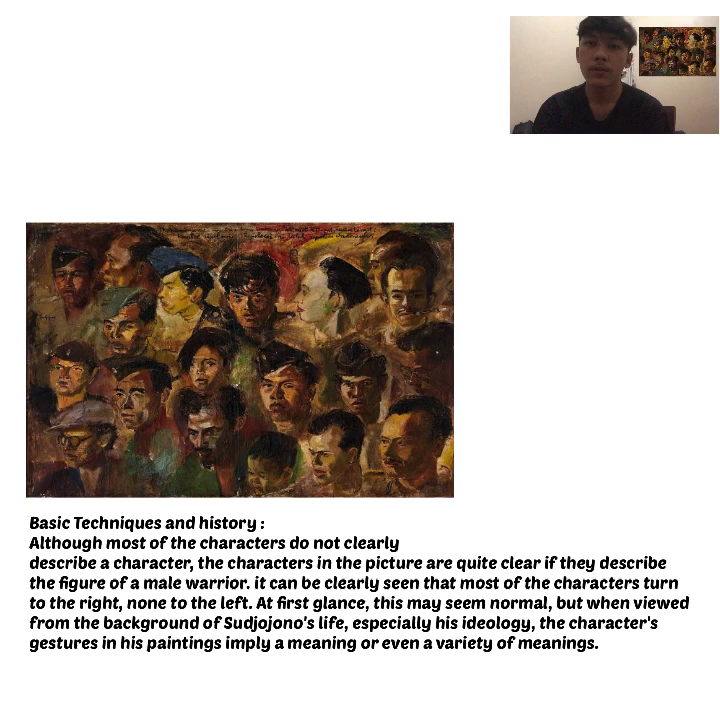 Basic Techniques and history :
Although most of the characters do not clearly
describe a character, the characters in the picture are quite clear if they describe
the figure of a male warrior. it can be clearly seen that most of the characters turn
to the right, none to the left. At first glance, this may seem normal, but when viewed
from the background of Sudjojono's life, especially his ideology, the character's
gestures in his paintings imply a meaning or even a variety of meanings.